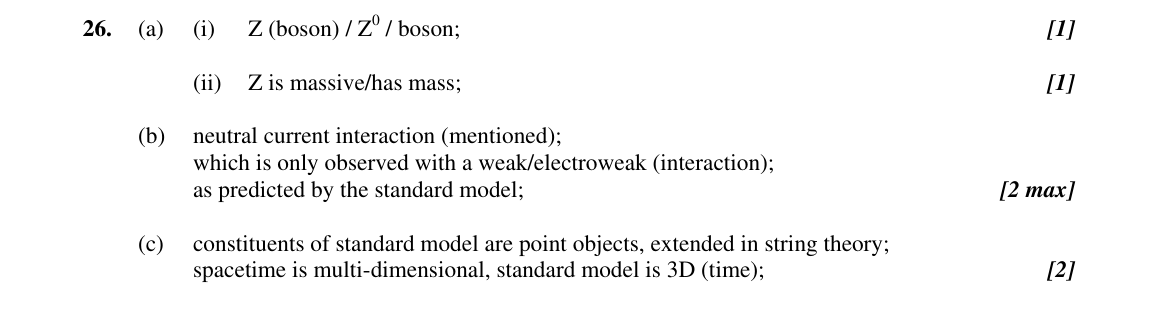 26. (a) (i) Z (boson) / Z⁰ / boson; [1]
(ii) Z is massive/has mass; [1]
(b) neutral current interaction (mentioned);
which is only observed with a weak/electroweak (interaction);
as predicted by the standard model; [2 max]
(c) constituents of standard model are point objects, extended in string theory;
spacetime is multi-dimensional, standard model is 3D (time); [2]